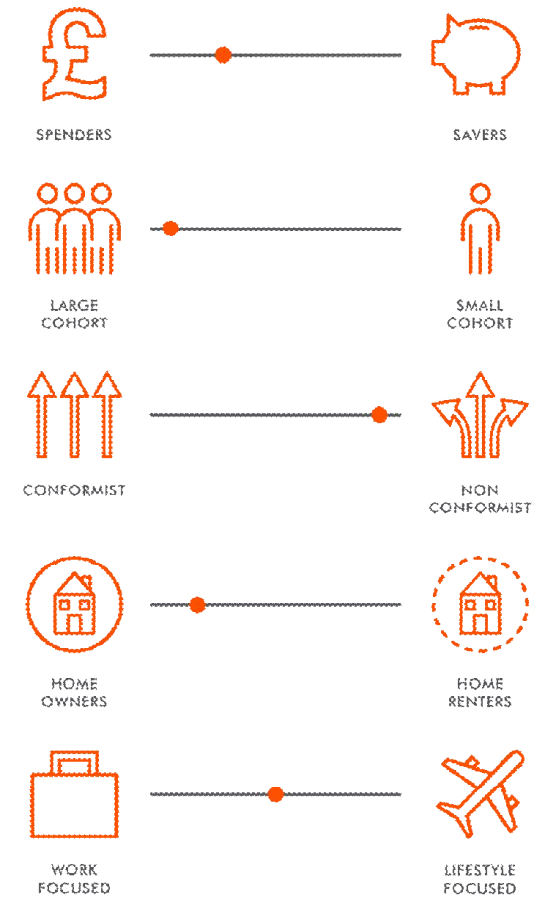 SPENDERS
SAVERS
LARGE
COHORT
SMALL
COHORT
CONFORMIST
NON
CONFORMIST
HOME
OWNERS
HOME
RENTERS
WORK
FOCUSED
LIFESTYLE
FOCUSED